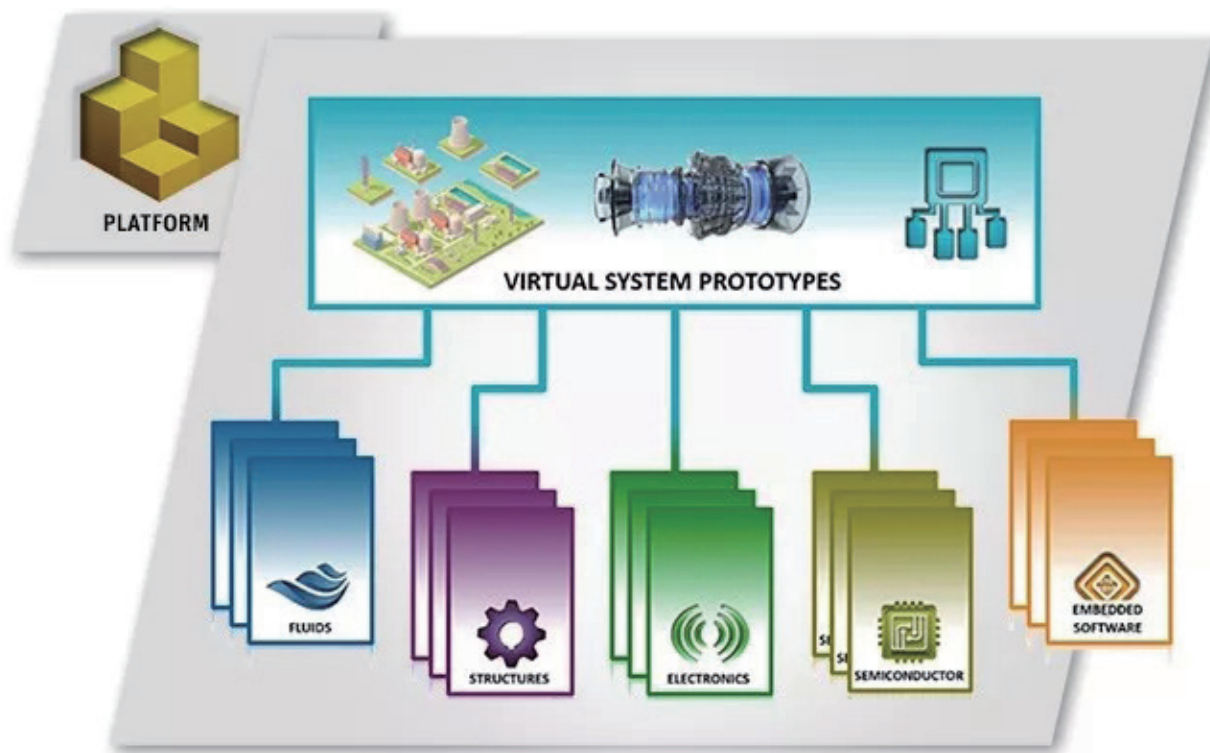 PLATFORM
VIRTUAL SYSTEM PROTOTYPES
FLUIDS
STRUCTURES
ELECTRONICS
SEMICONDUCTOR
EMBEDDED
SOFTWARE